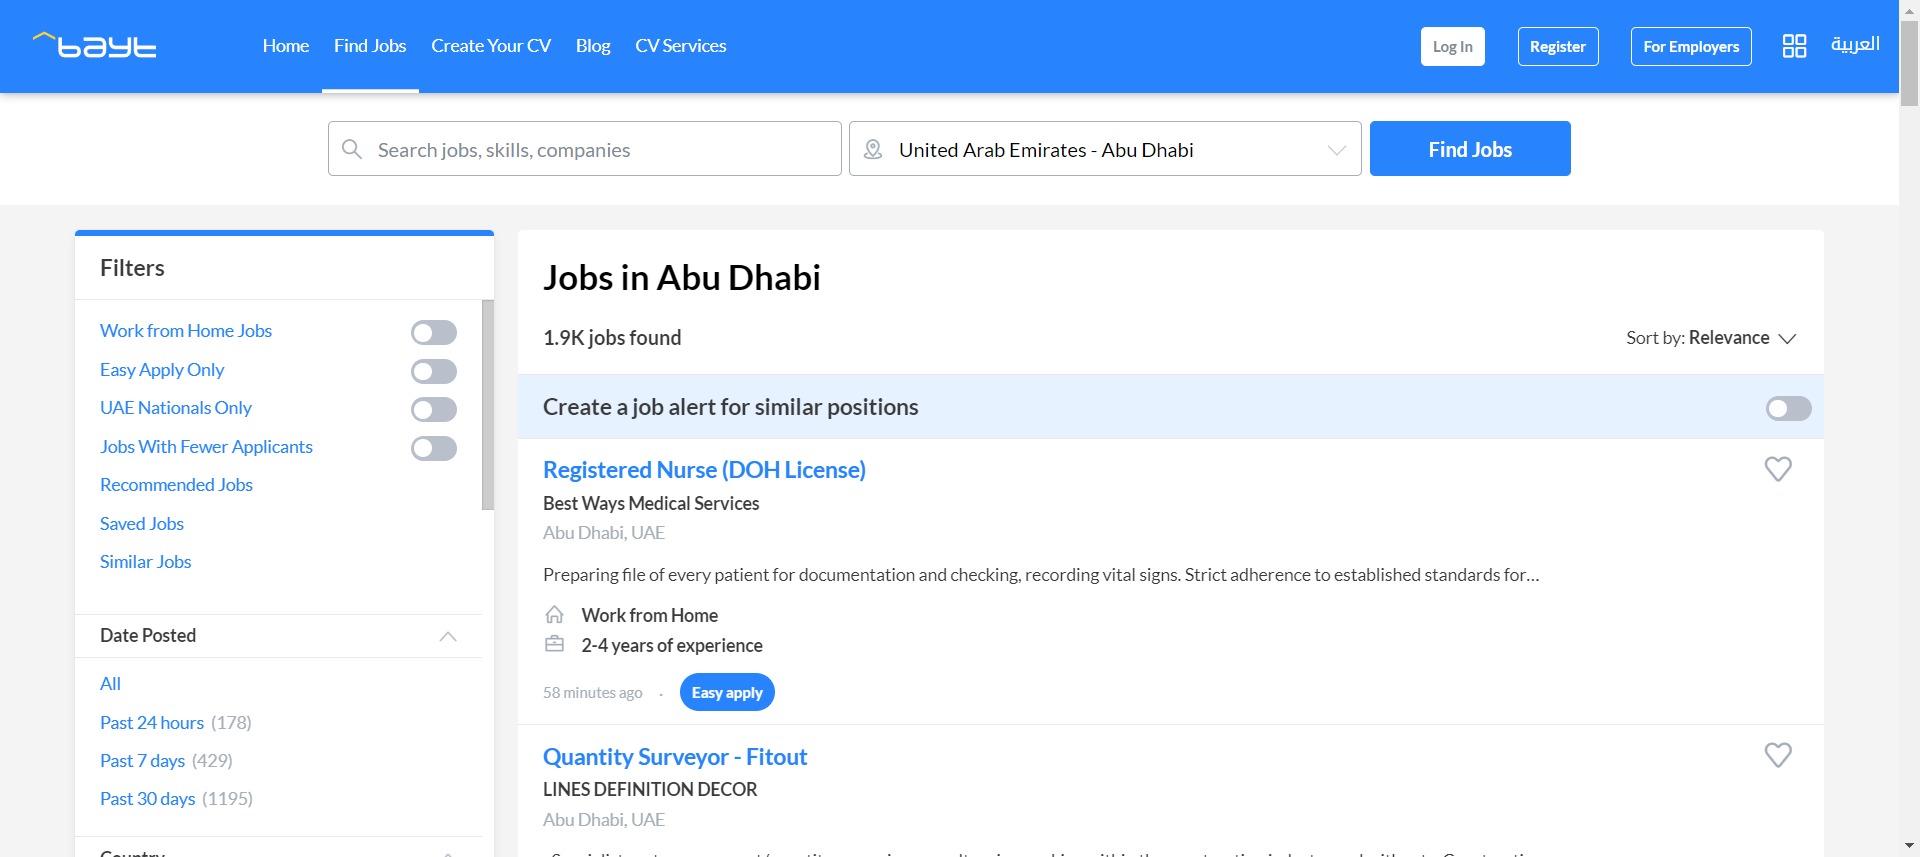 bayt
Home
Find Jobs
Create Your CV
Blog
CV Services
Log In
Register
For Employers
العربية
Search jobs, skills, companies
United Arab Emirates - Abu Dhabi
Find Jobs
Filters
Work from Home Jobs
Easy Apply Only
UAE Nationals Only
Jobs With Fewer Applicants
Recommended Jobs
Saved Jobs
Similar Jobs
Date Posted
All
Past 24 hours (178)
Past 7 days (429)
Past 30 days (1195)
Country
Jobs in Abu Dhabi
1.9K jobs found
Sort by: Relevance
Create a job alert for similar positions
Registered Nurse (DOH License)
Best Ways Medical Services
Abu Dhabi, UAE
Preparing file of every patient for documentation and checking, recording vital signs. Strict adherence to established standards for...
Work from Home
2-4 years of experience
58 minutes ago · Easy apply
Quantity Surveyor - Fitout
LINES DEFINITION DECOR
Abu Dhabi, UAE